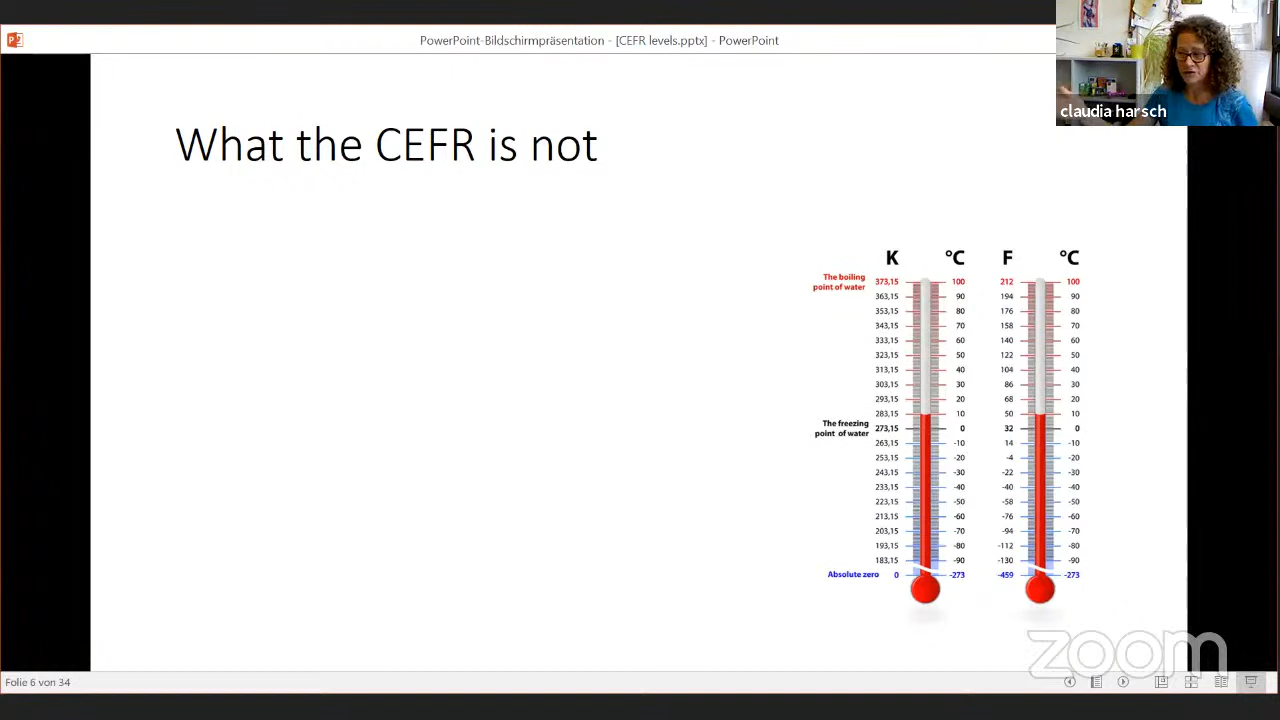 PowerPoint-Bildschirmpräsentation - [CEFR levels.pptx] - PowerPoint
claudia harsch
What the CEFR is not
K °C F °C
The boiling
point of water
373,15 100 212 100
363,15 90 194 90
353,15 80 176 80
343,15 70 158 70
333,15 60 140 60
323,15 50 122 50
313,15 40 104 40
303,15 30 86 30
293,15 20 68 20
283,15 10 50 10
The freezing
point of water
273,15 0 32 0
263,15 -10 14 -10
253,15 -20 -4 -20
243,15 -30 -22 -30
233,15 -40 -40 -40
223,15 -50 -58 -50
213,15 -60 -76 -60
203,15 -70 -94 -70
193,15 -80 -112 -80
183,15 -90 -130 -90
Absolute zero 0 -273 -459 -273
zoom
Folie 6 von 34